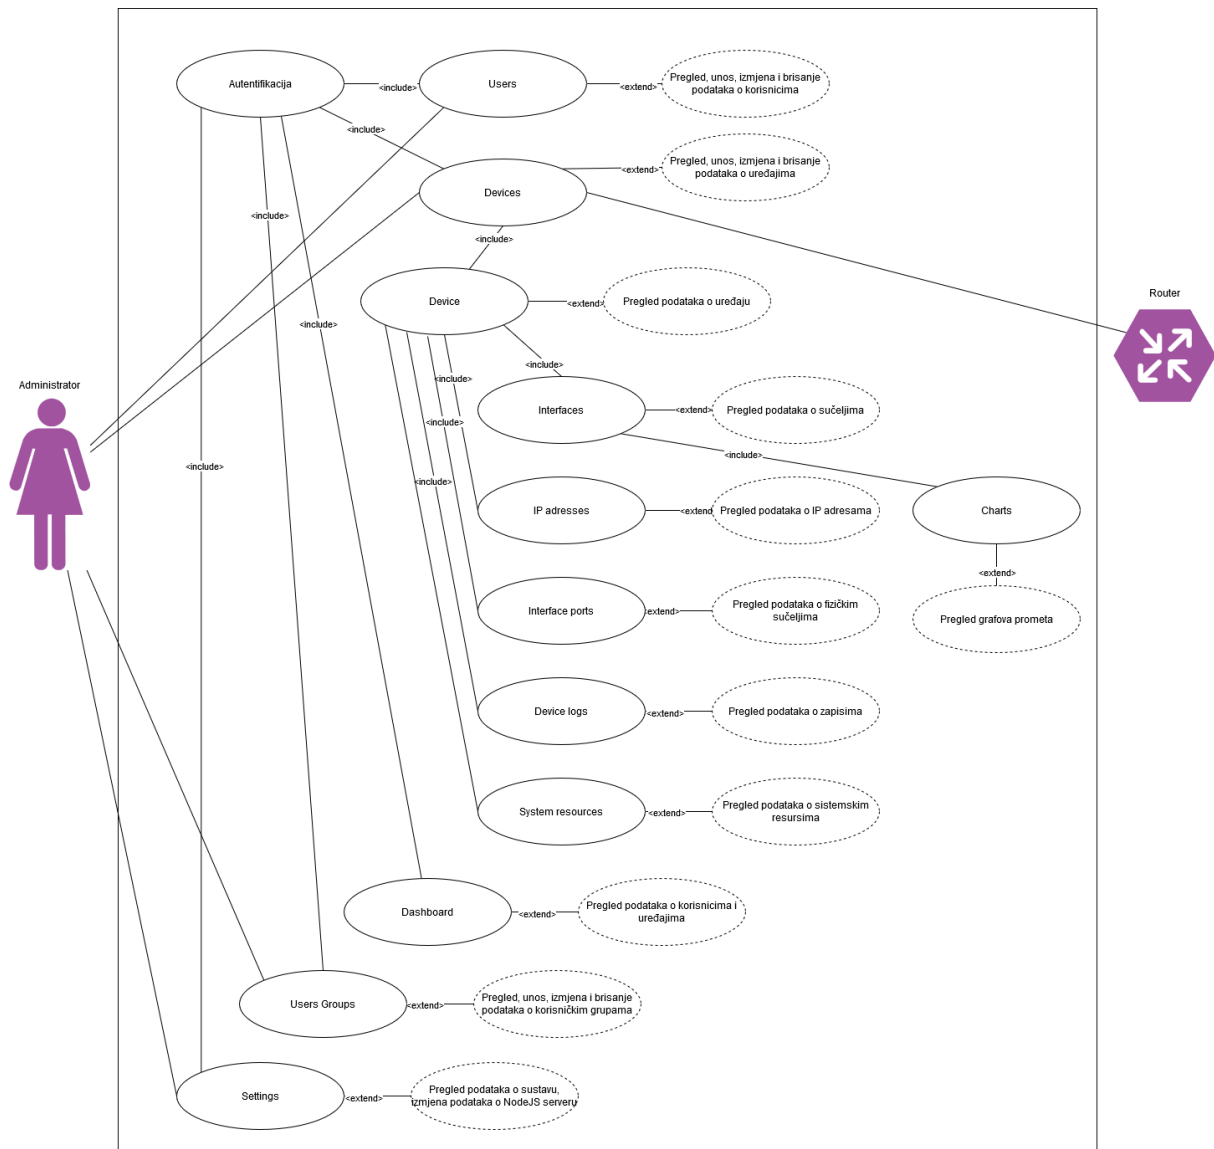 Autentifikacija
<include>
Users
<extend>
Pregled, unos, izmjena i brisanje
podataka o korisnicima
<include>
Devices
<extend>
Pregled, unos, izmjena i brisanje
podataka o uređajima
<include>
<include>
Device
<extend>
Pregled podataka o uređaju
Router
<include>
<include>
Administrator
<include>
Interfaces
<extend>
Pregled podataka o sučeljima
<include>
<include>
<include>
<include>
IP adresses
<extend
Pregled podataka o IP adresama
Charts
<extend>
Pregled grafova prometa
Interface ports
<extend>
Pregled podataka o fizičkim
sučeljima
Device logs
<extend>
Pregled podataka o zapisima
System resources
<extend>
Pregled podataka o sistemskim
resursima
Dashboard
<extend>
Pregled podataka o korisnicima i
uređajima
Users Groups
<extend>
Pregled, unos, izmjena i brisanje
podataka o korisničkim grupama
Settings
<extend>
Pregled podataka o sustavu,
izmjena podataka o NodeJS serveru